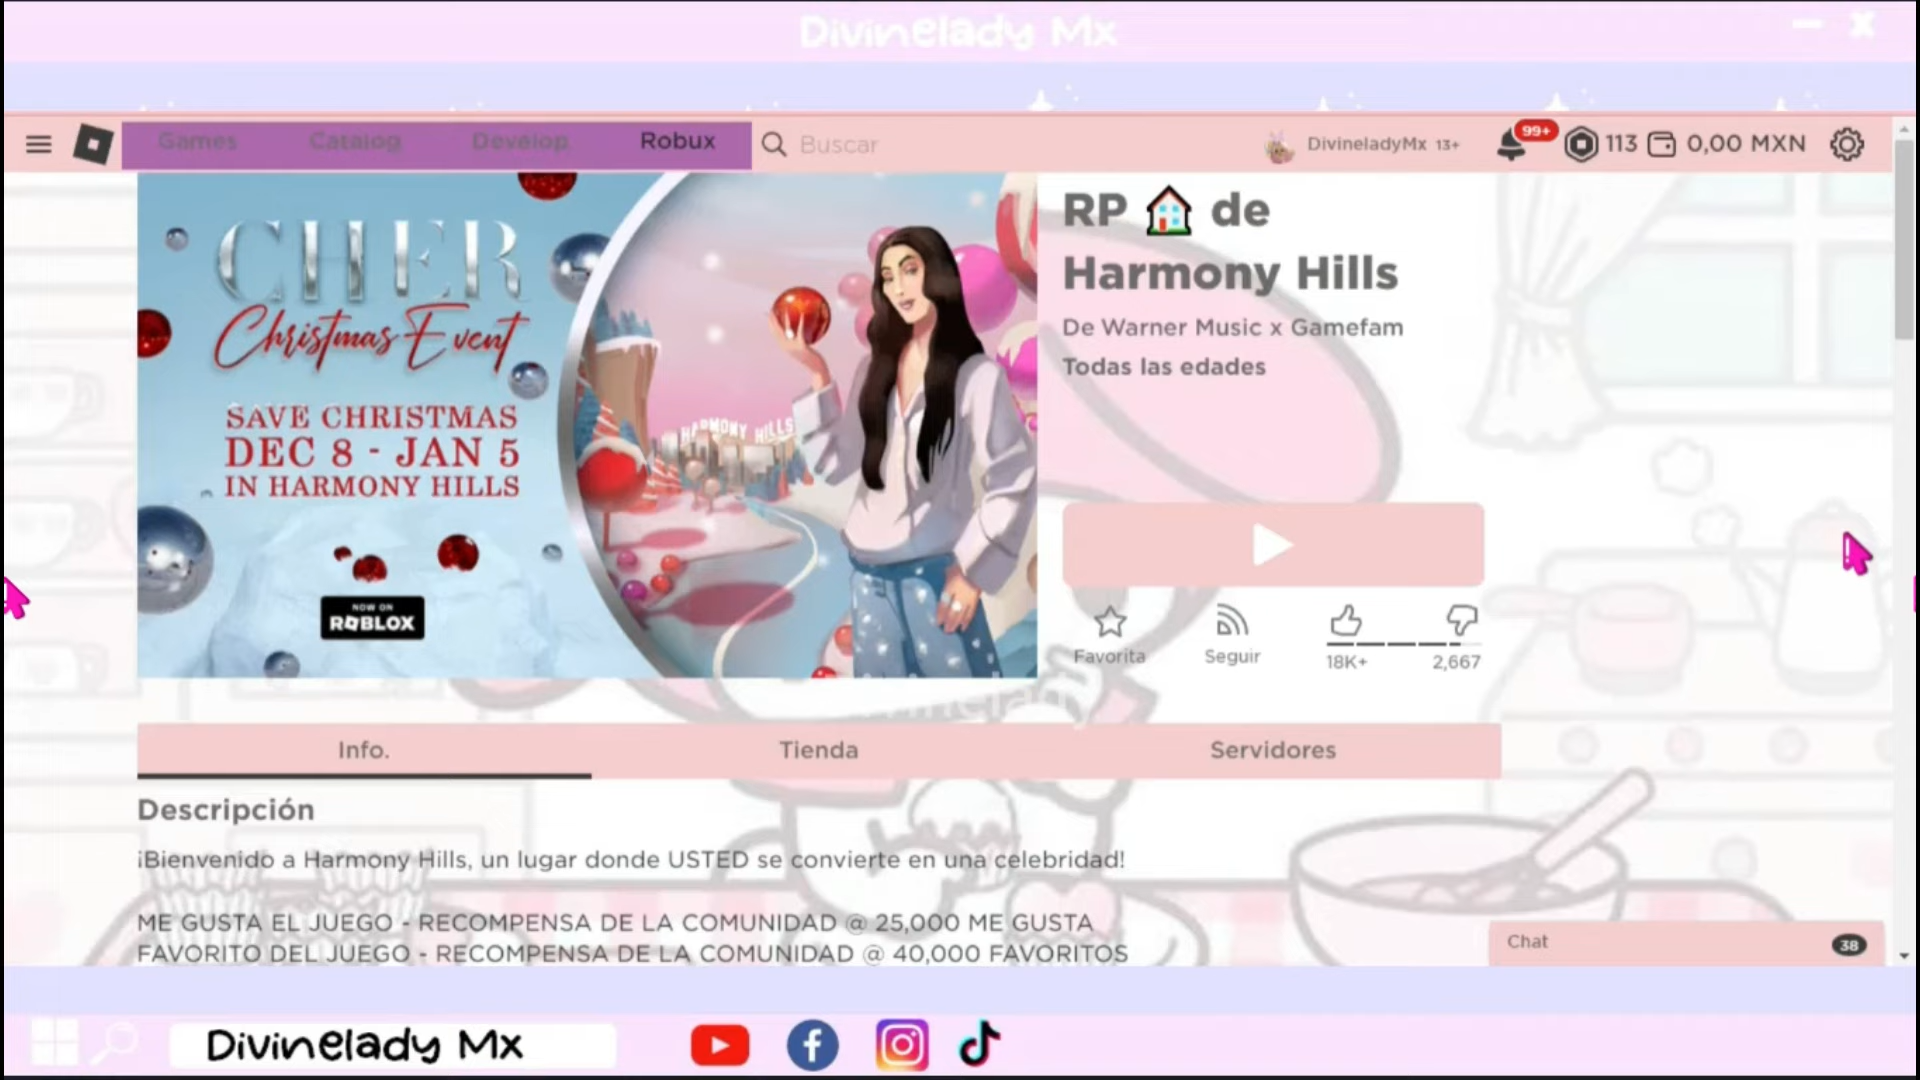 Divinelady Mx
Games Catalog Develop Robux Buscar DivineladyMx 13+ 99+ 113 0,00 MXN
CHER
Christmas Event
SAVE CHRISTMAS
DEC 8 - JAN 5
IN HARMONY HILLS
NOW ON
ROBLOX
HARMONY HILLS
RP 🏠 de
Harmony Hills
De Warner Music x Gamefam
Todas las edades
Favorita Seguir 18K+ 2,667
Info. Tienda Servidores
Descripción
¡Bienvenido a Harmony Hills, un lugar donde USTED se convierte en una celebridad!
ME GUSTA EL JUEGO - RECOMPENSA DE LA COMUNIDAD @ 25,000 ME GUSTA
FAVORITO DEL JUEGO - RECOMPENSA DE LA COMUNIDAD @ 40,000 FAVORITOS
Chat 38
Divinelady Mx